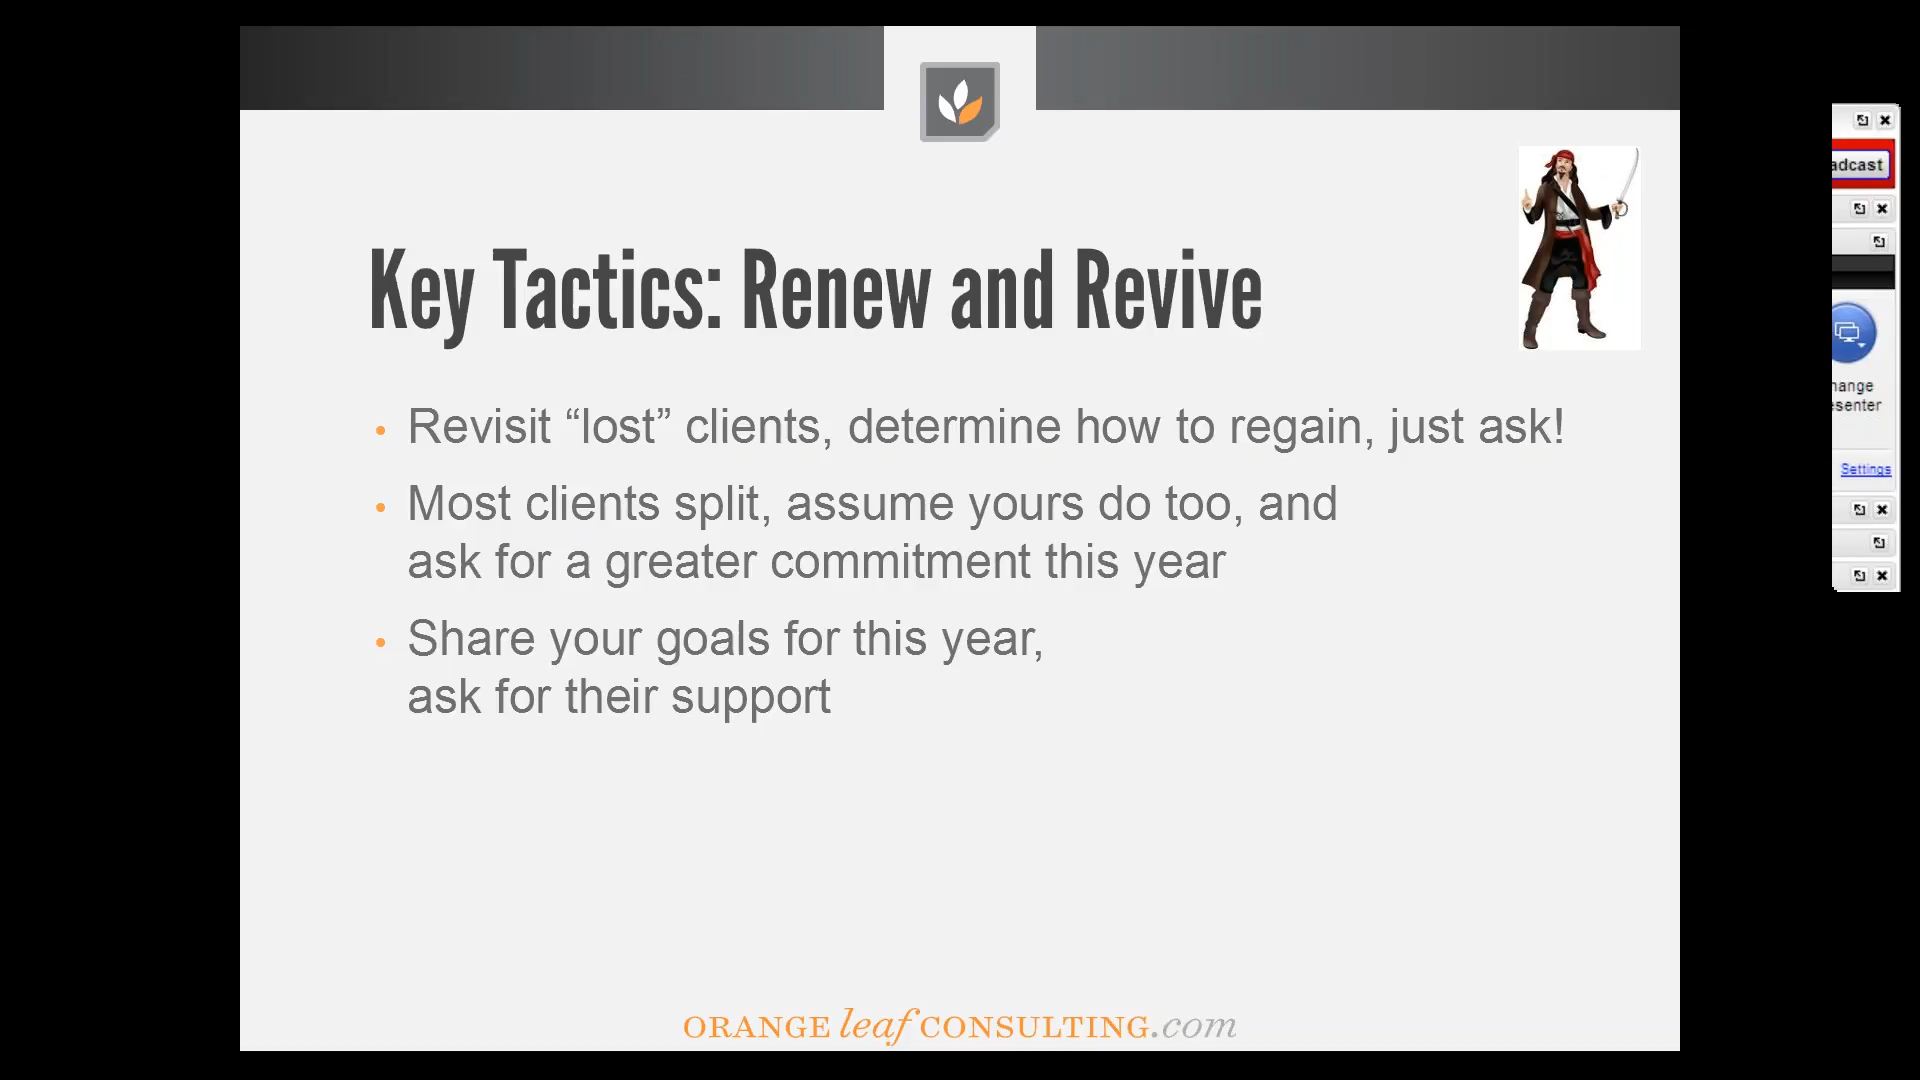 Key Tactics: Renew and Revive
• Revisit “lost” clients, determine how to regain, just ask!
• Most clients split, assume yours do too, and
ask for a greater commitment this year
• Share your goals for this year,
ask for their support
ORANGE leaf CONSULTING.com
adcast
hange
senter
Settings